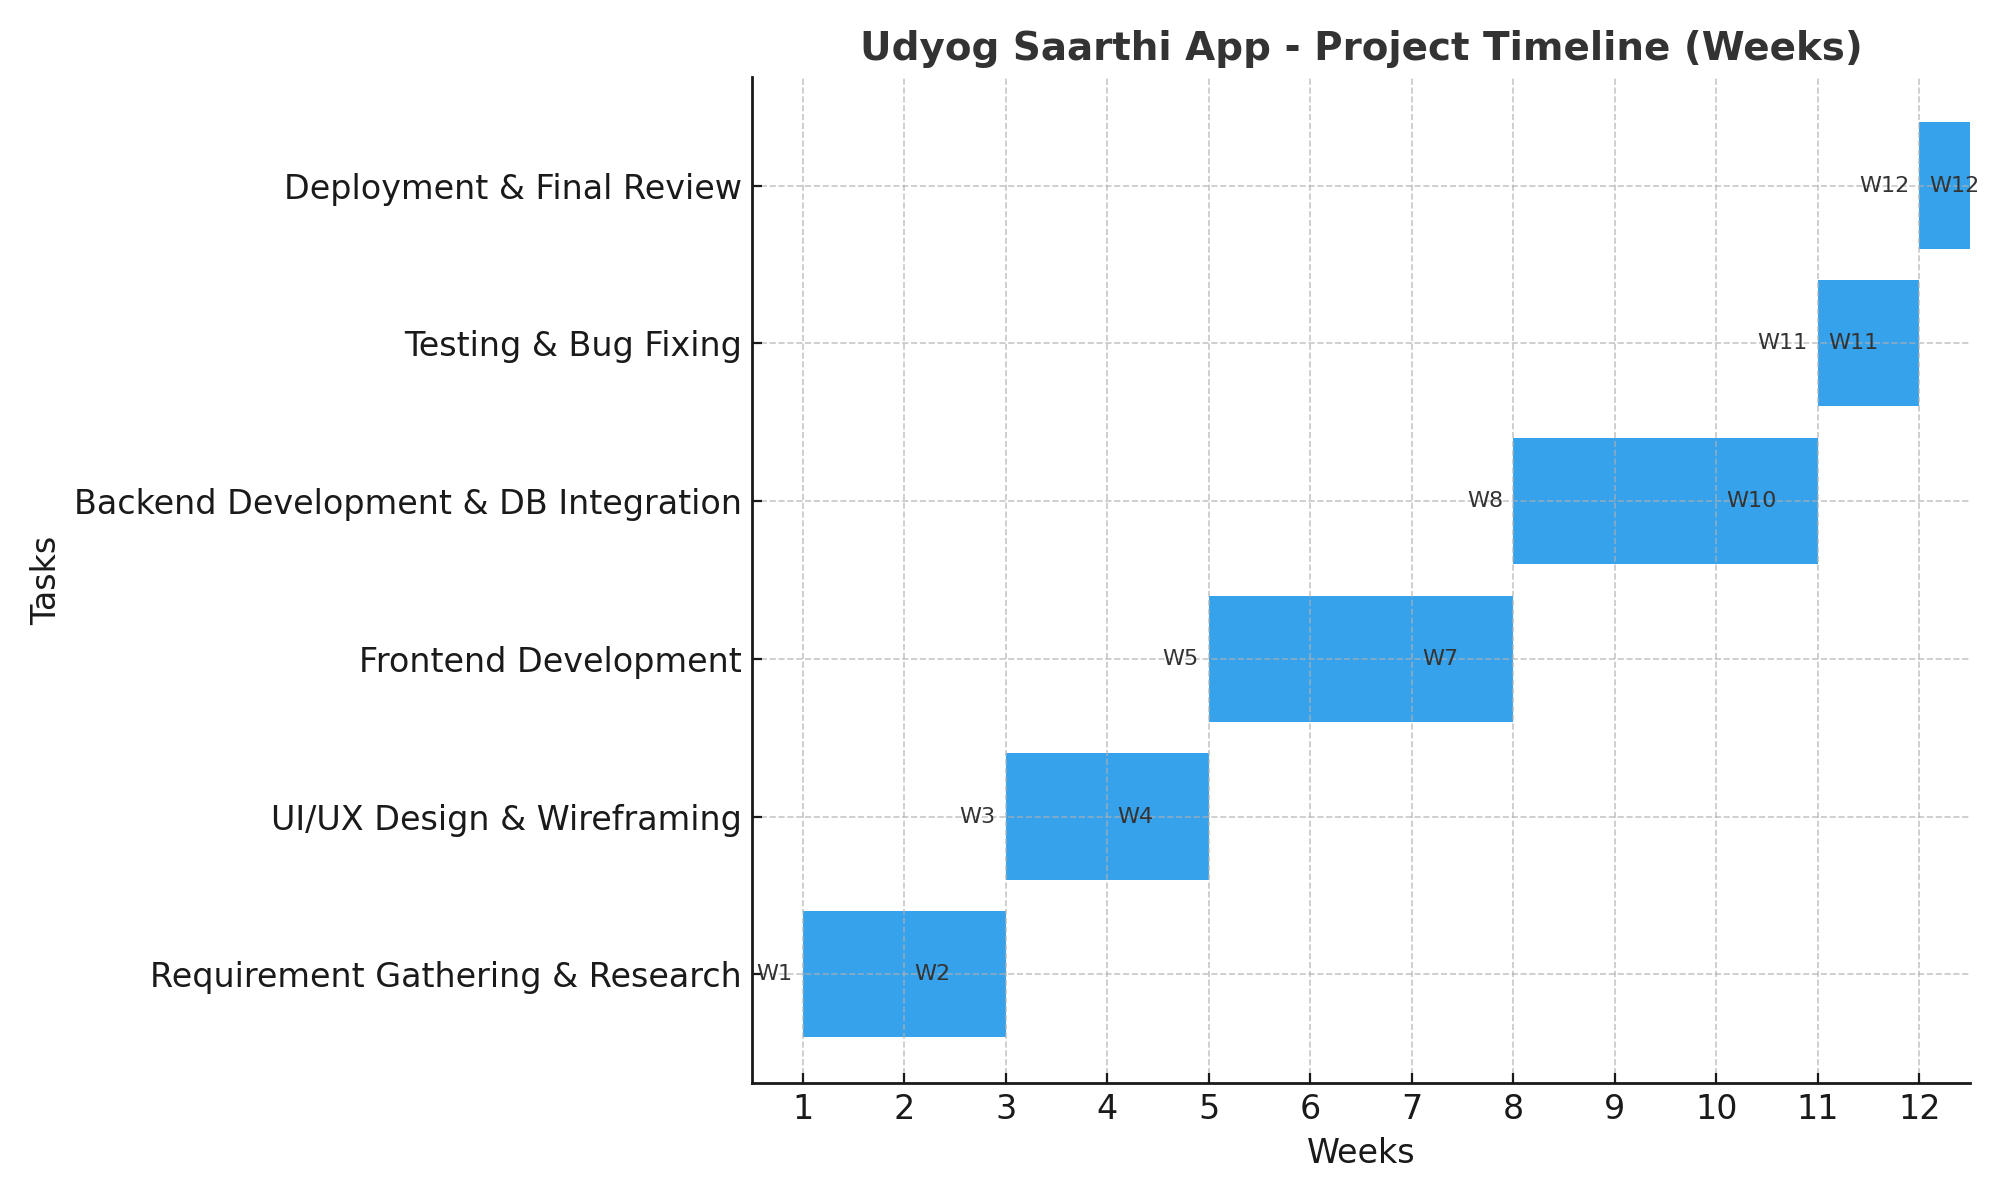 Udyog Saarthi App - Project Timeline (Weeks)
Deployment & Final Review
W12
W12
Testing & Bug Fixing
W11
W11
Backend Development & DB Integration
W8
W10
Tasks
Frontend Development
W5
W7
UI/UX Design & Wireframing
W3
W4
Requirement Gathering & Research
W1
W2
1 2 3 4 5 6 7 8 9 10 11 12
Weeks